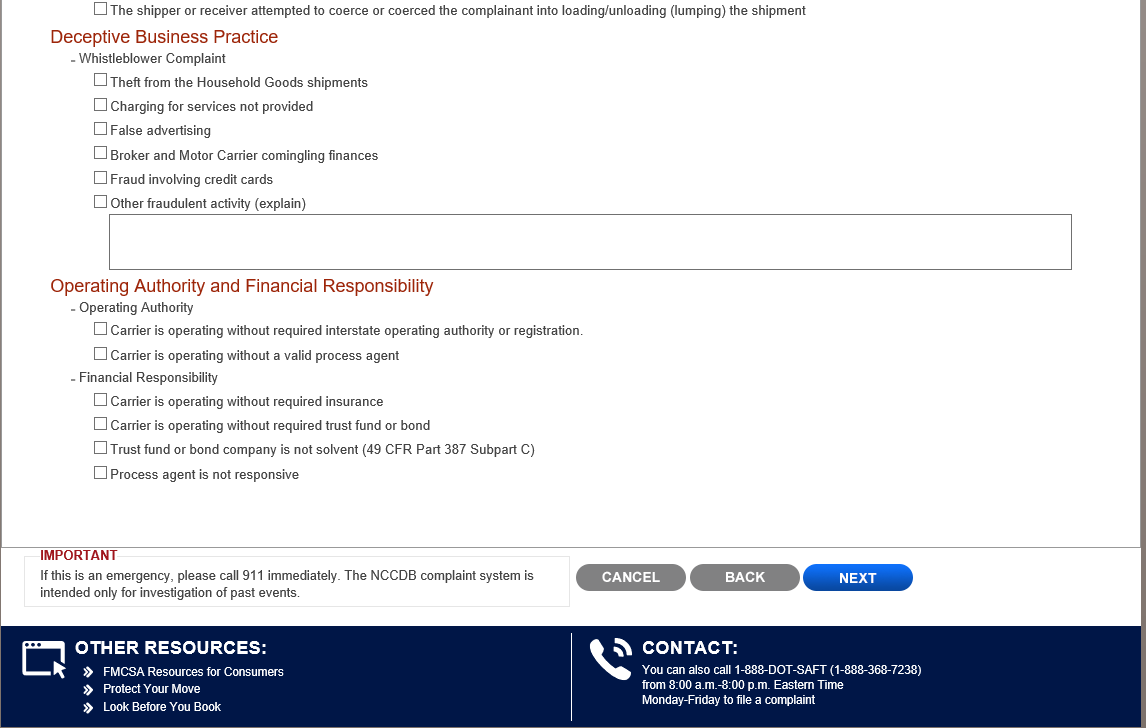 The shipper or receiver attempted to coerce or coerced the complainant into loading/unloading (lumping) the shipment
Deceptive Business Practice
- Whistleblower Complaint
Theft from the Household Goods shipments
Charging for services not provided
False advertising
Broker and Motor Carrier comingling finances
Fraud involving credit cards
Other fraudulent activity (explain)
Operating Authority and Financial Responsibility
- Operating Authority
Carrier is operating without required interstate operating authority or registration.
Carrier is operating without a valid process agent
- Financial Responsibility
Carrier is operating without required insurance
Carrier is operating without required trust fund or bond
Trust fund or bond company is not solvent (49 CFR Part 387 Subpart C)
Process agent is not responsive
IMPORTANT
If this is an emergency, please call 911 immediately. The NCCDB complaint system is
intended only for investigation of past events.
CANCEL
BACK
NEXT
OTHER RESOURCES:
FMCSA Resources for Consumers
Protect Your Move
Look Before You Book
CONTACT:
You can also call 1-888-DOT-SAFT (1-888-368-7238)
from 8:00 a.m.-8:00 p.m. Eastern Time
Monday-Friday to file a complaint